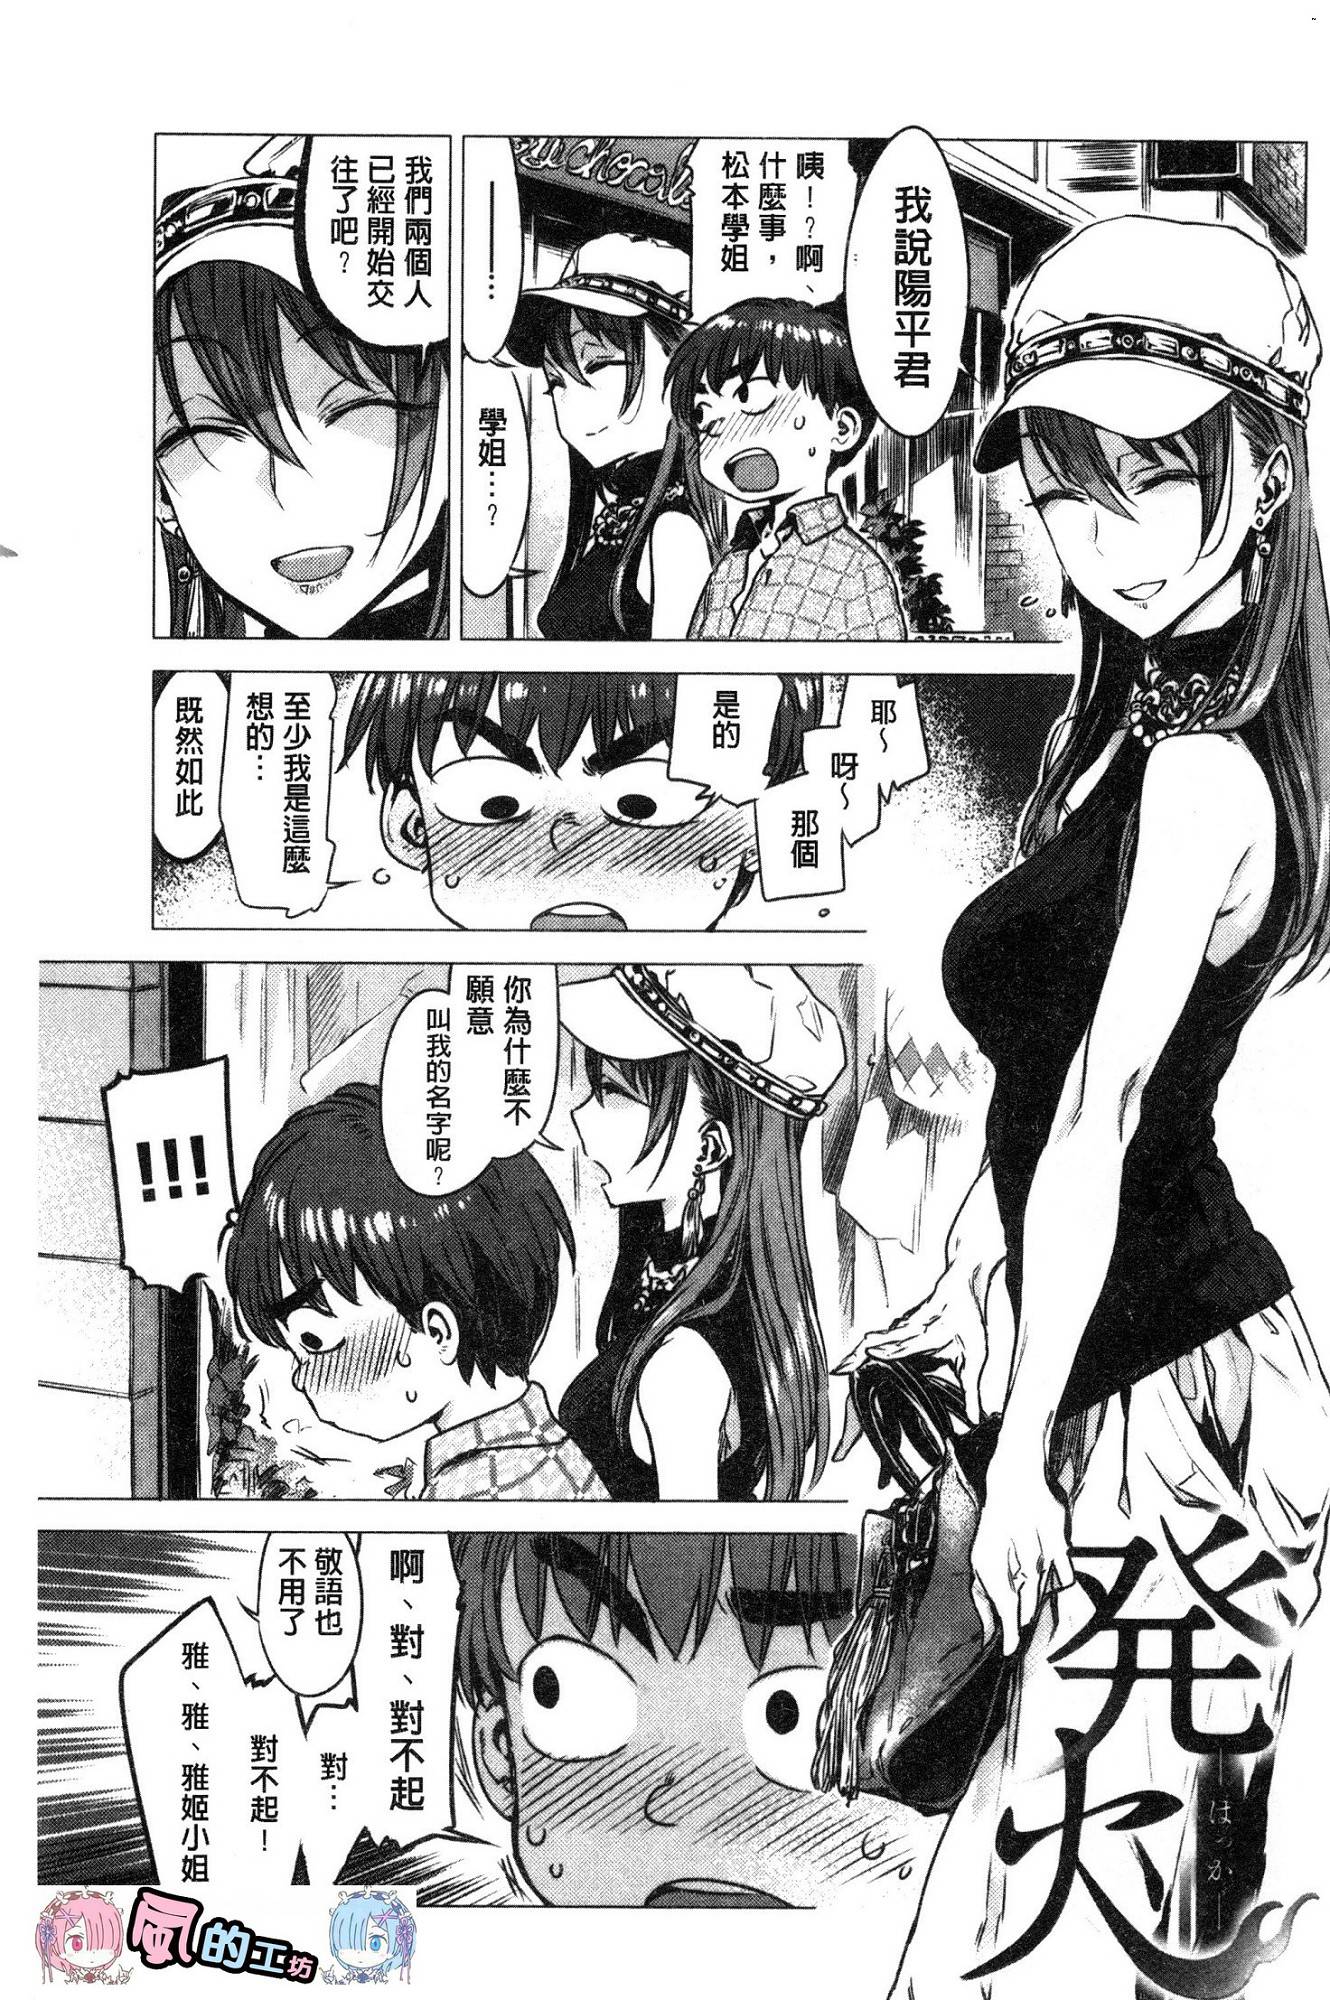 我說陽平君
咦!?啊、
什麼事,
松本學姐
chocola
——…
學姐…?
我們兩個人
已經開始交
往了吧?
耶~
呀~
那個
是的
至少我是這麼
想的…
既然如此
你為什麼不
願意
叫我的名字呢?
!!!
啊、對、對不起
敬語也
不用了
對…
對不起!
雅、雅、雅姬小姐
発火
—はっか—
風的工坊